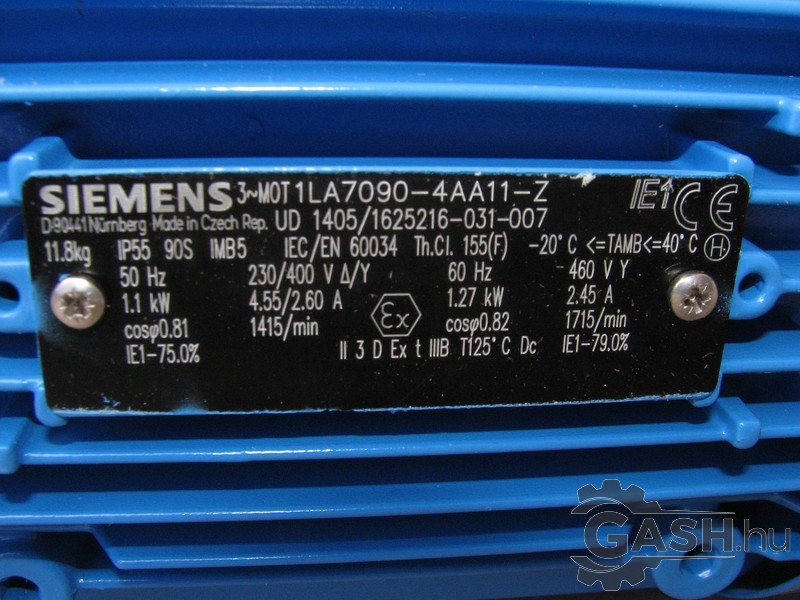 SIEMENS 3~MOT 1LA7090-4AA11-Z IE1 CE
D-90441 Nürnberg Made in Czech Rep. UD 1405/1625216-031-007
11.8kg IP55 90S IMB5 IEC/EN 60034 Th.Cl. 155(F) -20°C <=TAMB<=40°C H
50 Hz 230/400 V Δ/Y 60 Hz 460 V Y
1.1 kW 4.55/2.60 A 1.27 kW 2.45 A
cosφ0.81 1415/min Ex cosφ0.82 1715/min
IE1-75.0% II 3 D Ex t IIIB T125°C Dc IE1-79.0%
GASH.hu